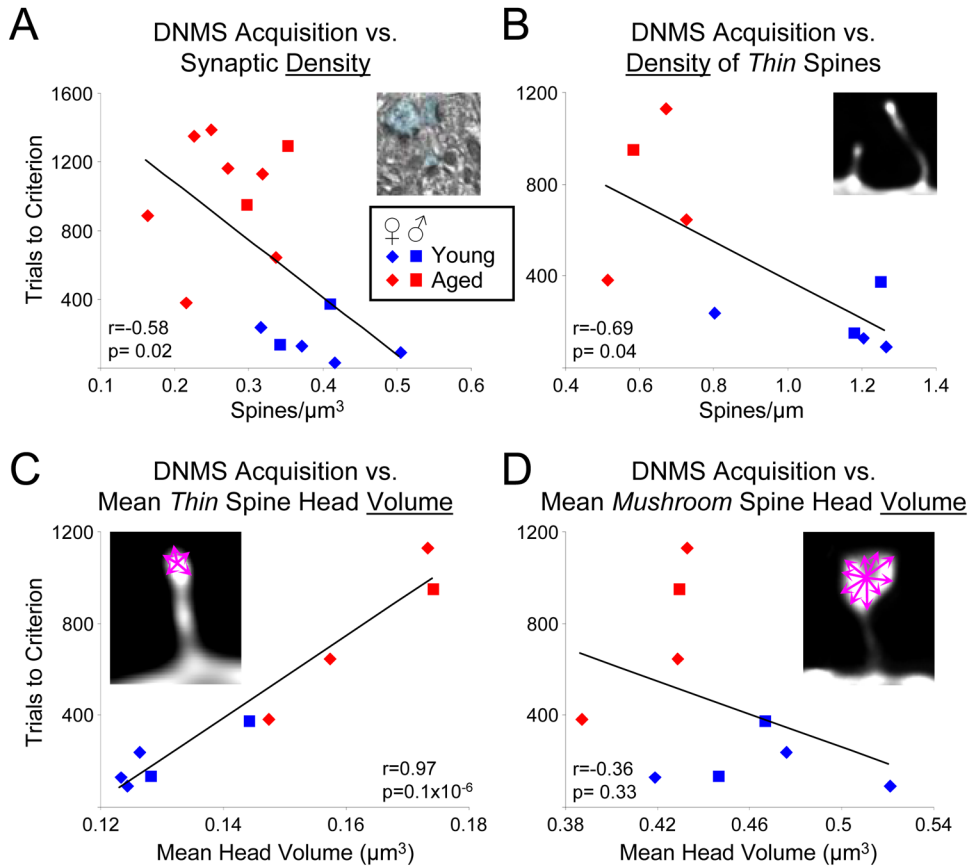 A
DNMS Acquisition vs.
Synaptic Density
Trials to Criterion
1600
1200
800
400
r=-0.58
p= 0.02
0.1
0.2
0.3
0.4
0.5
0.6
Spines/µm³
♀ ♂
Young
Aged
B
DNMS Acquisition vs.
Density of Thin Spines
1200
800
400
r=-0.69
p= 0.04
0.4
0.6
0.8
1.0
1.2
1.4
Spines/µm
C
DNMS Acquisition vs.
Mean Thin Spine Head Volume
Trials to Criterion
1200
800
400
r=0.97
p=0.1x10⁻⁶
0.12
0.14
0.16
0.18
Mean Head Volume (µm³)
D
DNMS Acquisition vs.
Mean Mushroom Spine Head Volume
1200
800
400
r=-0.36
p= 0.33
0.38
0.42
0.46
0.5
0.54
Mean Head Volume (µm³)